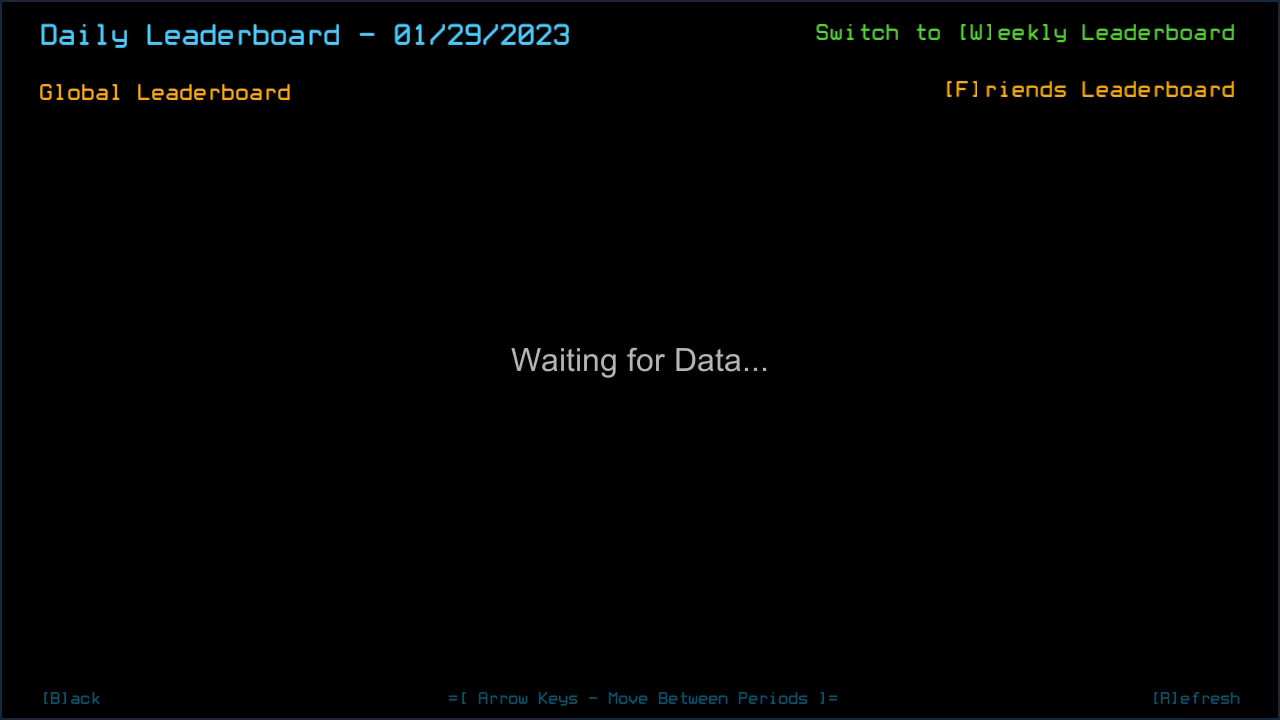 Daily Leaderboard - 01/29/2023
Switch to [W]eekly Leaderboard
Global Leaderboard
[F]riends Leaderboard
Waiting for Data...
[B]ack
=[ Arrow Keys - Move Between Periods ]=
[R]efresh